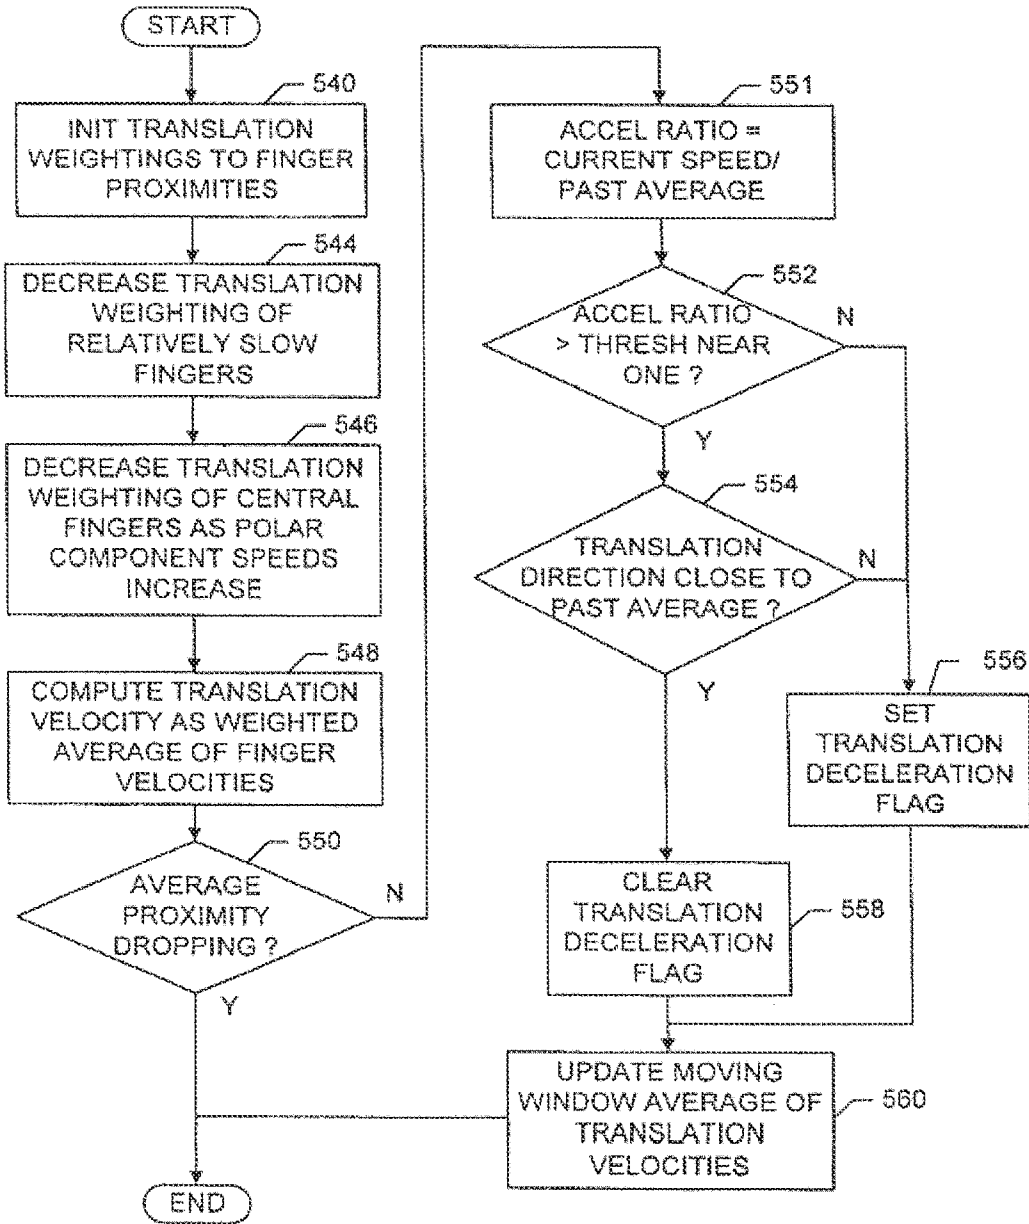 START
540
INIT TRANSLATION
WEIGHTINGS TO FINGER
PROXIMITIES
544
DECREASE TRANSLATION
WEIGHTING OF
RELATIVELY SLOW
FINGERS
546
DECREASE TRANSLATION
WEIGHTING OF CENTRAL
FINGERS AS POLAR
COMPONENT SPEEDS
INCREASE
548
COMPUTE TRANSLATION
VELOCITY AS WEIGHTED
AVERAGE OF FINGER
VELOCITIES
550
AVERAGE
PROXIMITY
DROPPING ?
N
Y
551
ACCEL RATIO =
CURRENT SPEED/
PAST AVERAGE
552
ACCEL RATIO
> THRESH NEAR
ONE ?
N
Y
554
TRANSLATION
DIRECTION CLOSE TO
PAST AVERAGE ?
N
Y
556
SET
TRANSLATION
DECELERATION
FLAG
CLEAR
TRANSLATION
DECELERATION
FLAG
558
UPDATE MOVING
WINDOW AVERAGE OF
TRANSLATION
VELOCITIES
560
END